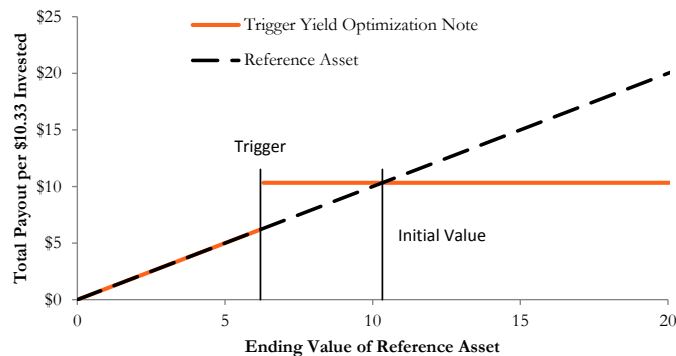 Total Payout per $10.33 Invested
$25
$20
$15
$10
$5
$0
Trigger Yield Optimization Note
Reference Asset
Trigger
Initial Value
0
5
10
15
20
Ending Value of Reference Asset